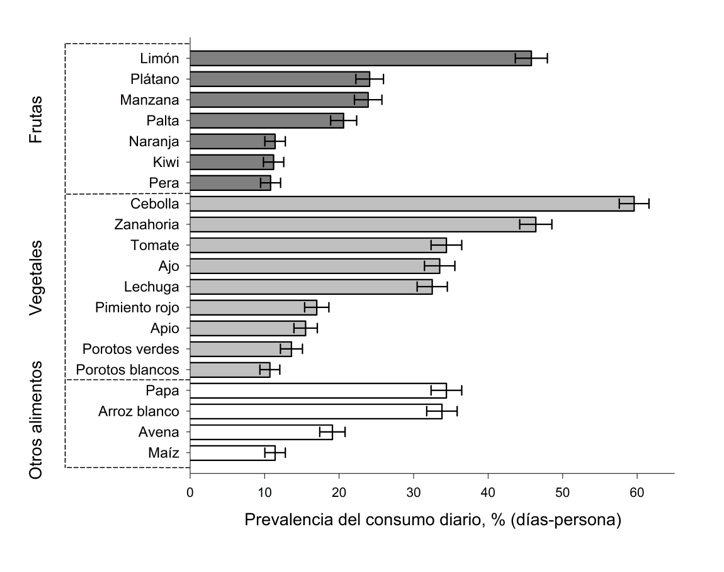 Frutas
Limón
Plátano
Manzana
Palta
Naranja
Kiwi
Pera
Vegetales
Cebolla
Zanahoria
Tomate
Ajo
Lechuga
Pimiento rojo
Apio
Porotos verdes
Porotos blancos
Otros alimentos
Papa
Arroz blanco
Avena
Maíz
0 10 20 30 40 50 60
Prevalencia del consumo diario, % (días-persona)